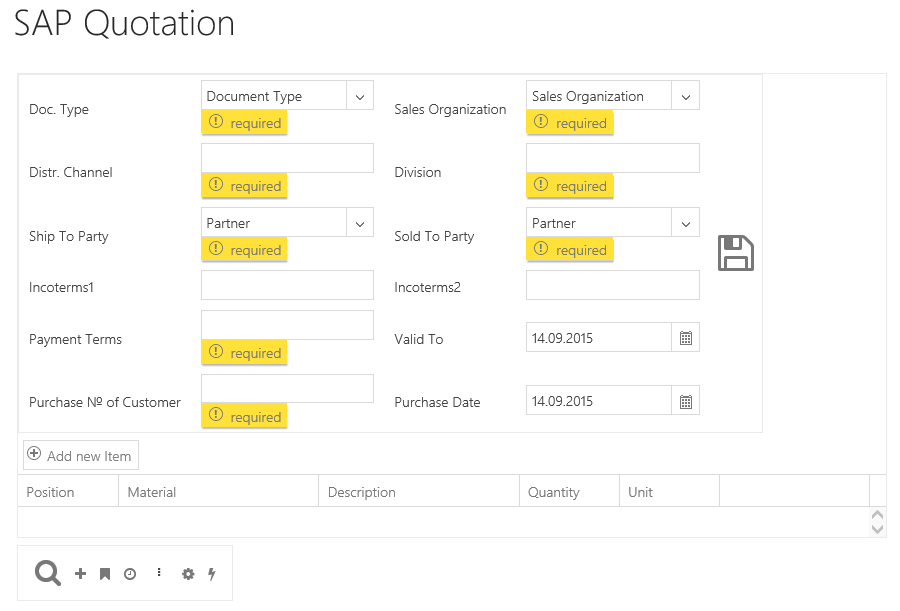 SAP Quotation
Doc. Type Document Type Sales Organization Sales Organization
required required
Distr. Channel Division
required required
Ship To Party Partner Sold To Party Partner
required required
Incoterms1 Incoterms2
Payment Terms Valid To 14.09.2015
required
Purchase № of Customer Purchase Date 14.09.2015
required
Add new Item
Position Material Description Quantity Unit